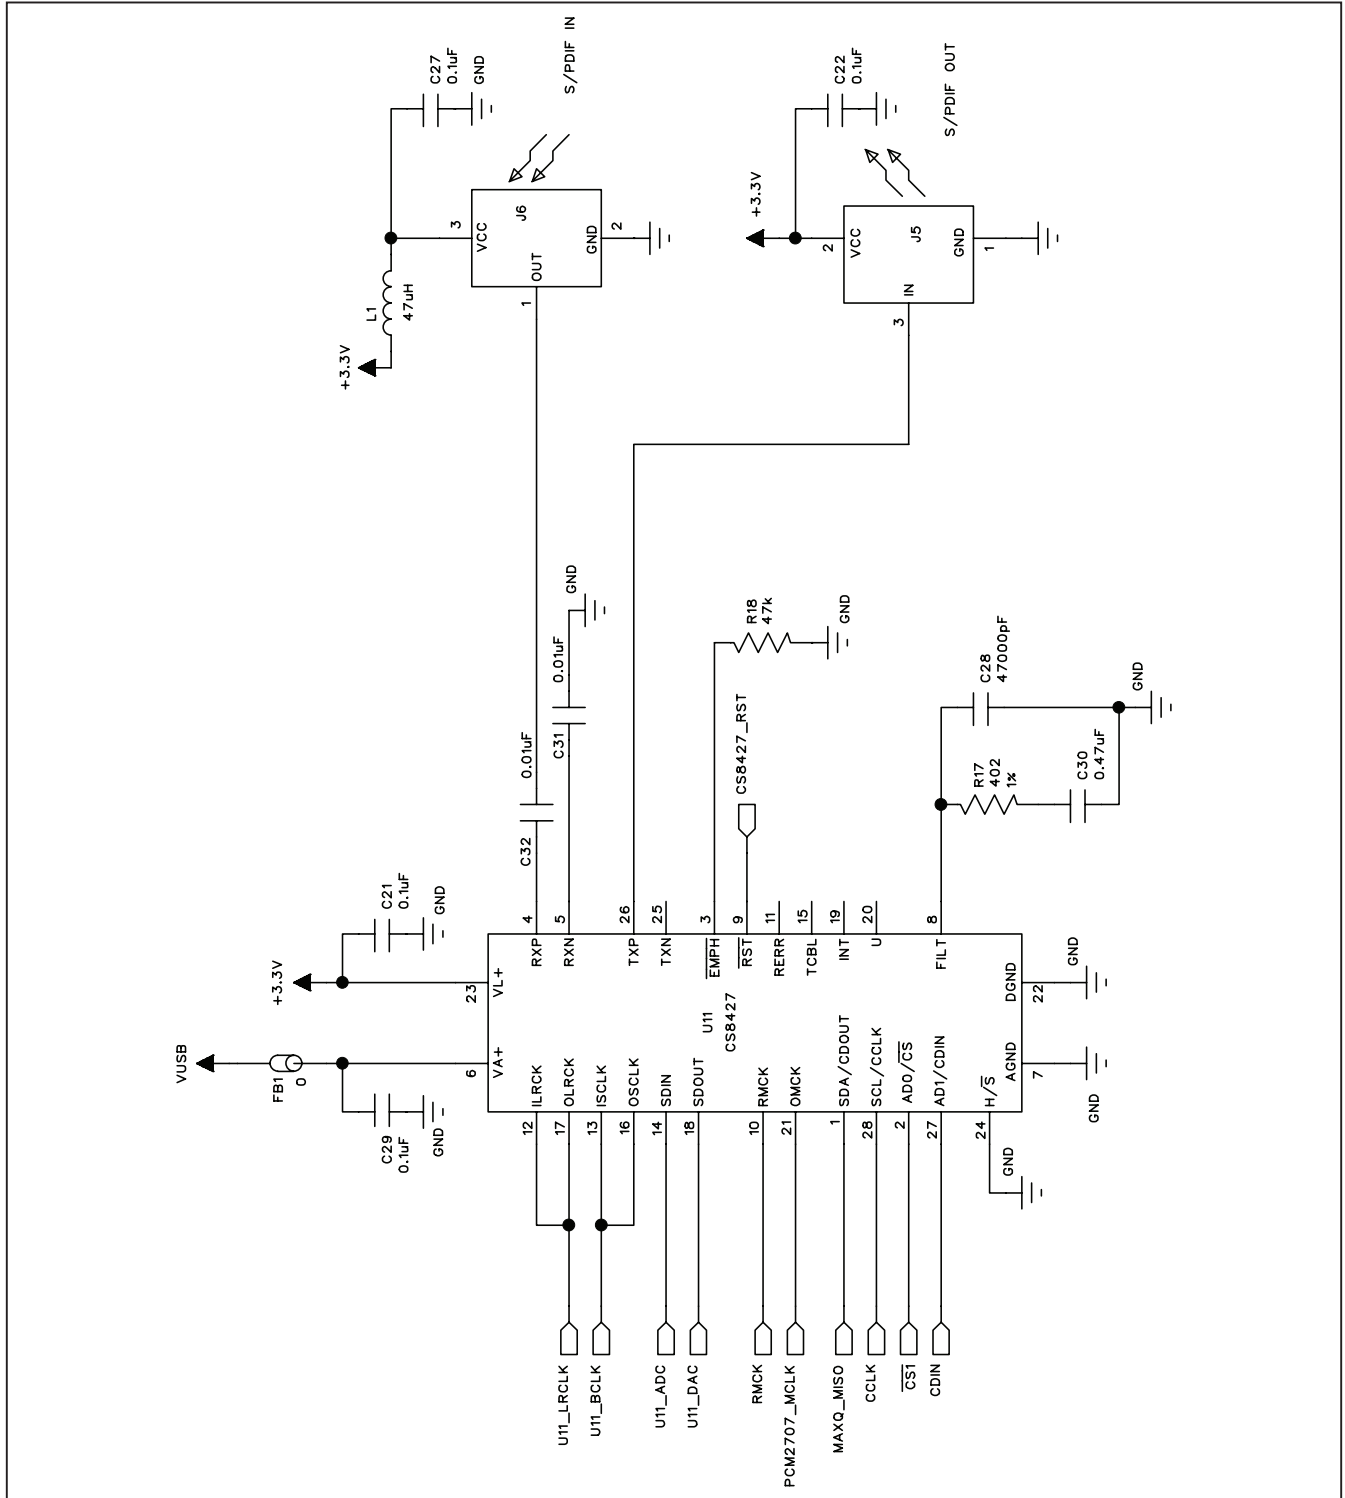 C27
0.1uF
GND
S/PDIF IN
3
VCC
J6
GND
2
OUT
1
L1
47uH
+3.3V
C22
0.1uF
S/PDIF OUT
+3.3V
2
VCC
J5
GND
1
IN
3
GND
0.01uF
C31
0.01uF
C32
R18
47k
GND
CS8427_RST
C28
47000pF
GND
R17
402
1%
C30
0.47uF
C21
0.1uF
GND
+3.3V
23
VL+
VUSB
FB1
0
6
VA+
C29
0.1uF
GND
4
RXP
5
RXN
26
TXP
25
TXN
3
EMPH
9
RST
11
RERR
15
TCBL
19
INT
20
U
8
FILT
U11
CS8427
DGND
22
GND
AGND
7
GND
ILRCK
12
OLRCK
17
ISCLK
13
OSCLK
16
SDIN
14
SDOUT
18
RMCK
10
OMCK
21
SDA/CDOUT
1
SCL/CCLK
28
AD0/CS
2
AD1/CDIN
27
H/S
24
GND
U11_LRCLK
U11_BCLK
U11_ADC
U11_DAC
RMCK
PCM2707_MCLK
MAXQ_MISO
CCLK
CS1
CDIN